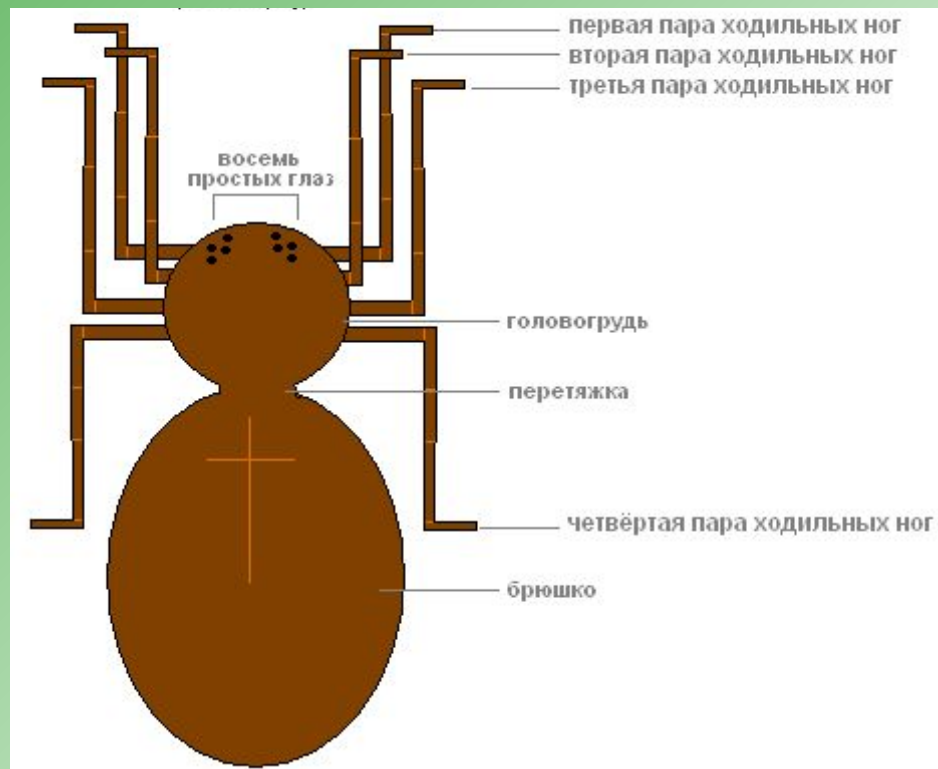 первая пара ходильных ног
вторая пара ходильных ног
третья пара ходильных ног
восемь
простых глаз
головогрудь
перетяжка
четвёртая пара ходильных ног
брюшко